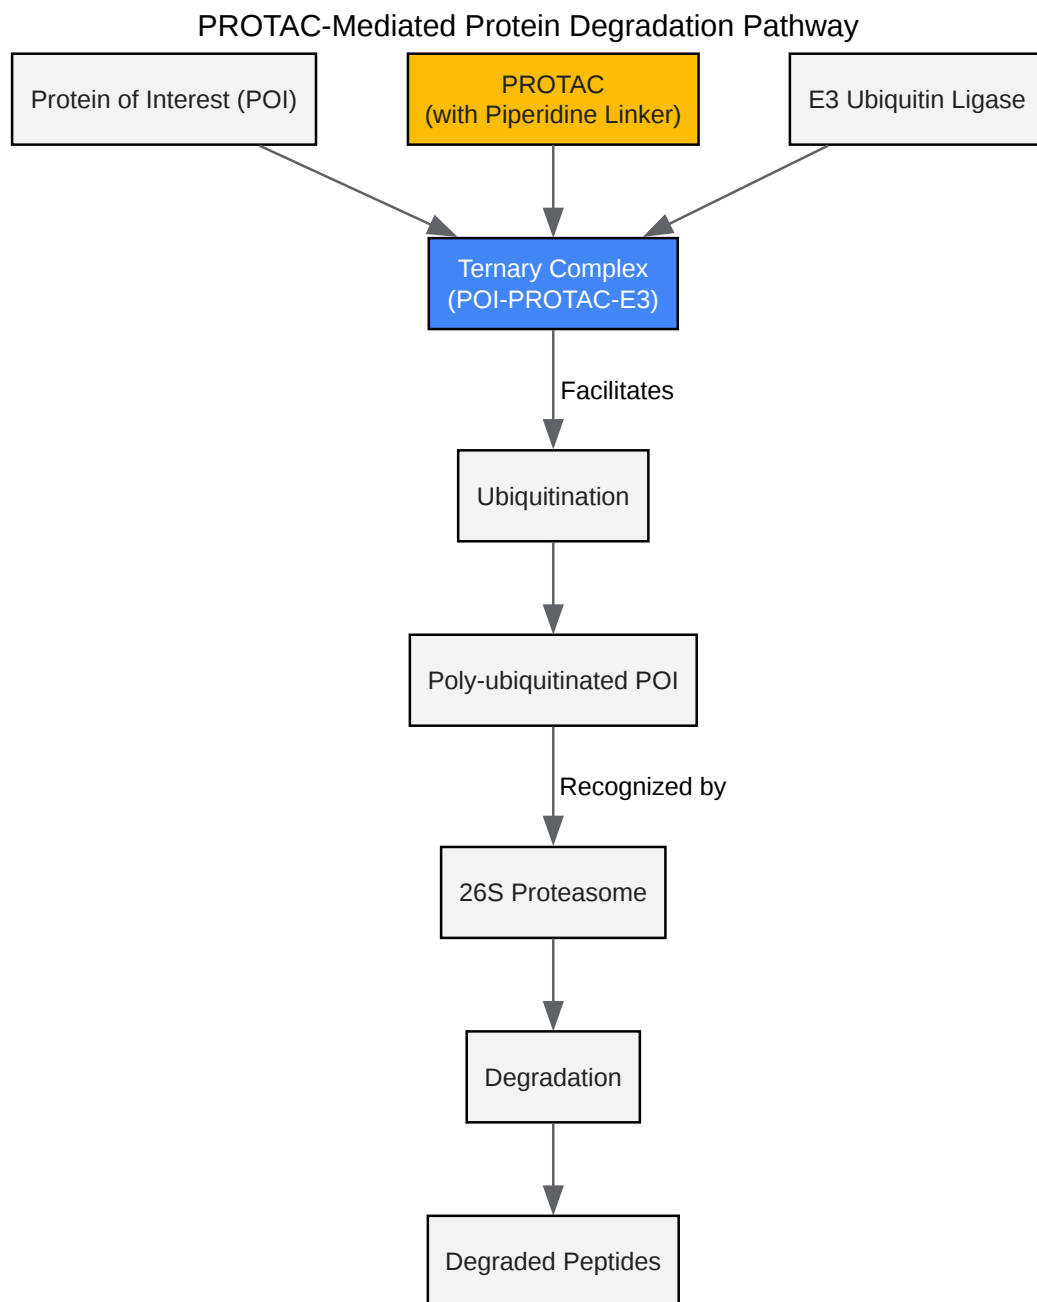 PROTAC-Mediated Protein Degradation Pathway
Protein of Interest (POI)
PROTAC
(with Piperidine Linker)
E3 Ubiquitin Ligase
Ternary Complex
(POI-PROTAC-E3)
Facilitates
Ubiquitination
Poly-ubiquitinated POI
Recognized by
26S Proteasome
Degradation
Degraded Peptides